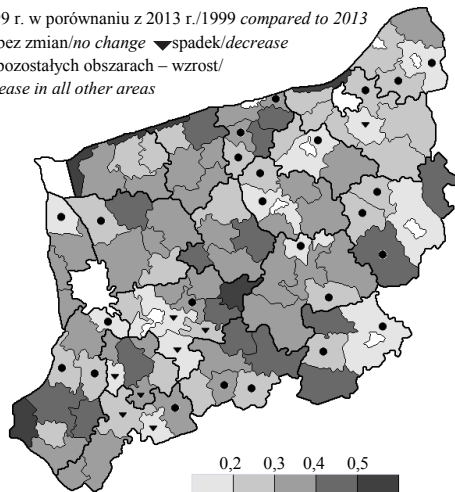 99 r. w porównaniu z 2013 r./1999 compared to 2013
bez zmian/no change spadek/decrease
pozostałych obszarach – wzrost/
ease in all other areas
0,2 0,3 0,4 0,5